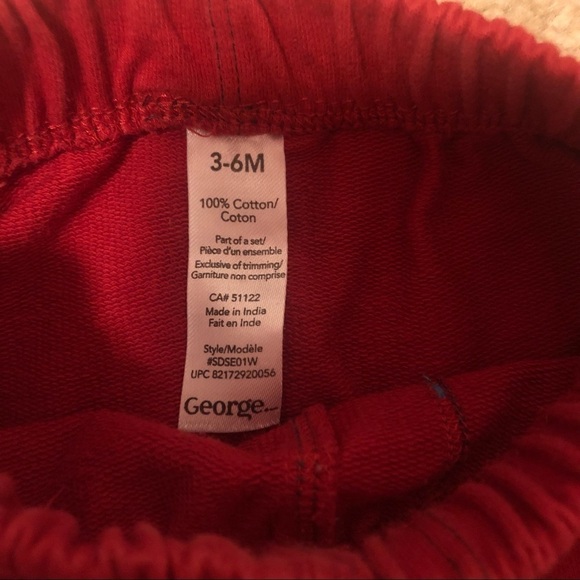 3-6M
100% Cotton/
Coton
Part of a set/
Pièce d'un ensemble
Exclusive of trimming/
Garniture non comprise
CA# 51122
Made in India
Fait en Inde
Style/Modèle
#SDSE01W
UPC 82172920056
George